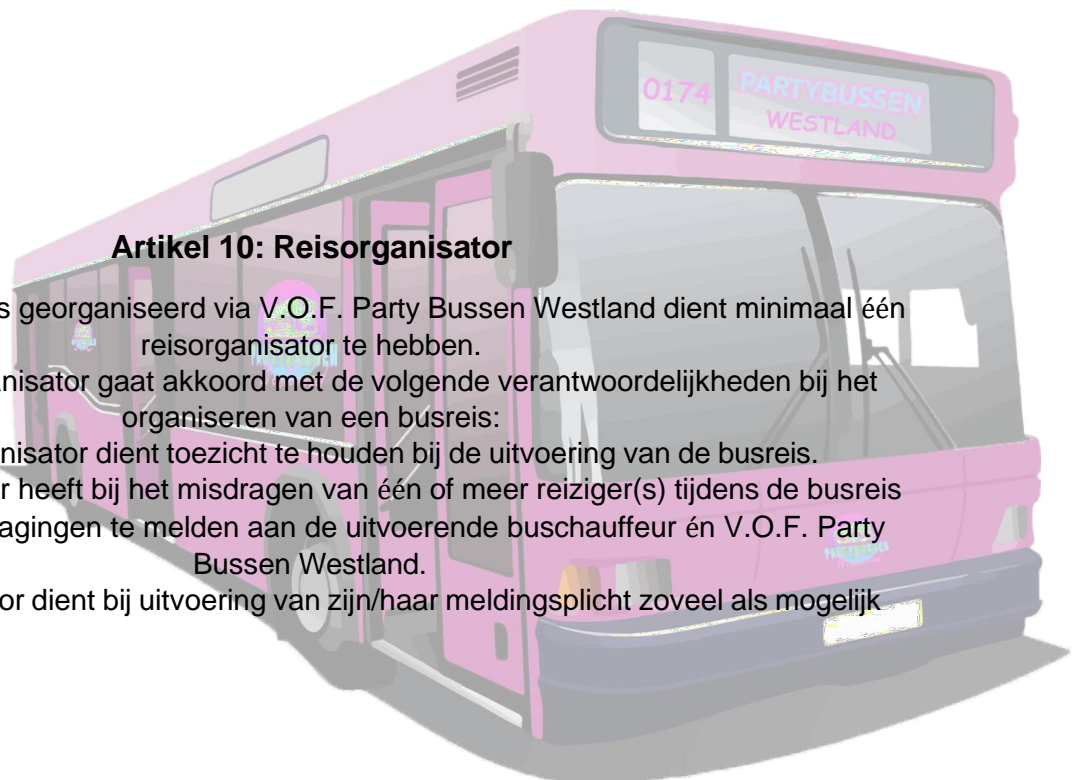 0174
PARTYBUSSEN
WESTLAND
Artikel 10: Reisorganisator
s georganiseerd via V.O.F. Party Bussen Westland dient minimaal één
reisorganisator te hebben.
nisator gaat akkoord met de volgende verantwoordelijkheden bij het
organiseren van een busreis:
nisator dient toezicht te houden bij de uitvoering van de busreis.
r heeft bij het misdragen van één of meer reiziger(s) tijdens de busreis
agingen te melden aan de uitvoerende buschauffeur én V.O.F. Party
Bussen Westland.
or dient bij uitvoering van zijn/haar meldingsplicht zoveel als mogelijk